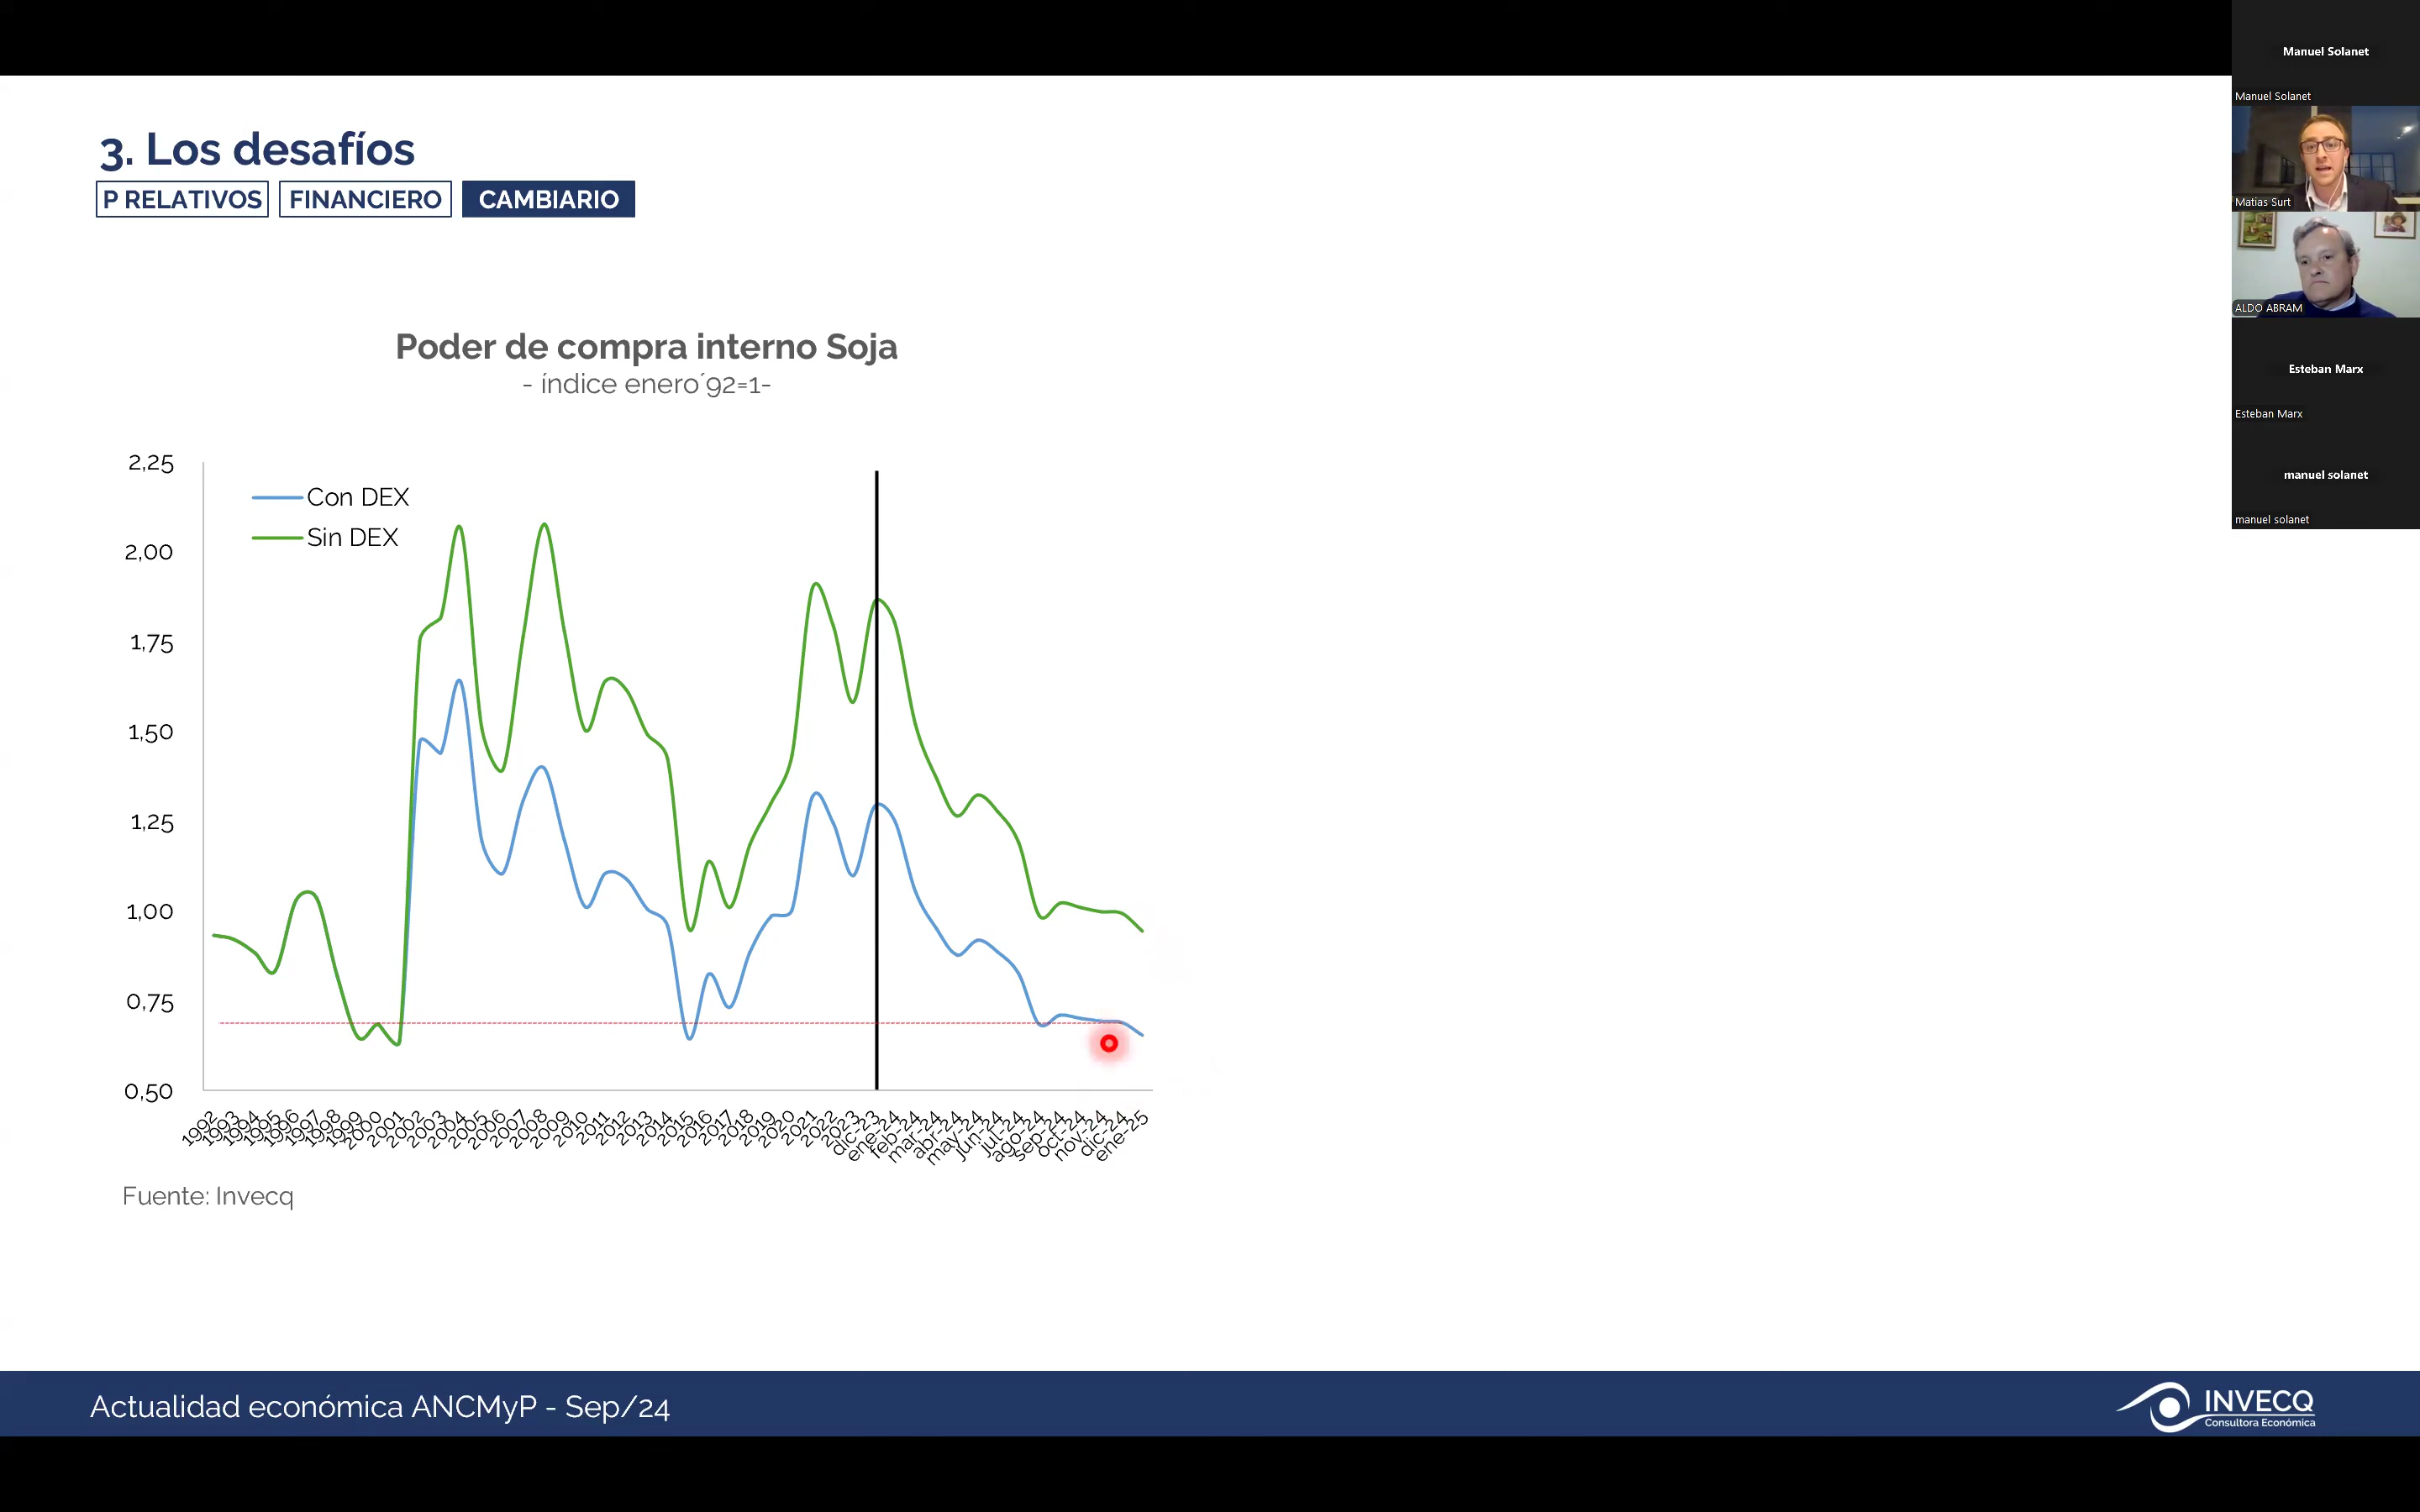 3. Los desafíos
P RELATIVOS FINANCIERO CAMBIARIO
Poder de compra interno Soja
- índice enero´92=1-
Con DEX
Sin DEX
2,25
2,00
1,75
1,50
1,25
1,00
0,75
0,50
1992 1993 1994 1995 1996 1997 1998 1999 2000 2001 2002 2003 2004 2005 2006 2007 2008 2009 2010 2011 2012 2013 2014 2015 2016 2017 2018 2019 2020 2021 2022 2023 dic-23 ene-24 feb-24 mar-24 abr-24 may-24 jun-24 jul-24 ago-24 sep-24 oct-24 nov-24 dic-24 ene-25
Fuente: Invecq
Actualidad económica ANCMyP - Sep/24
INVECQ
Consultora Económica
Manuel Solanet
Manuel Solanet
Matias Surt
ALDO ABRAM
Esteban Marx
Esteban Marx
manuel solanet
manuel solanet